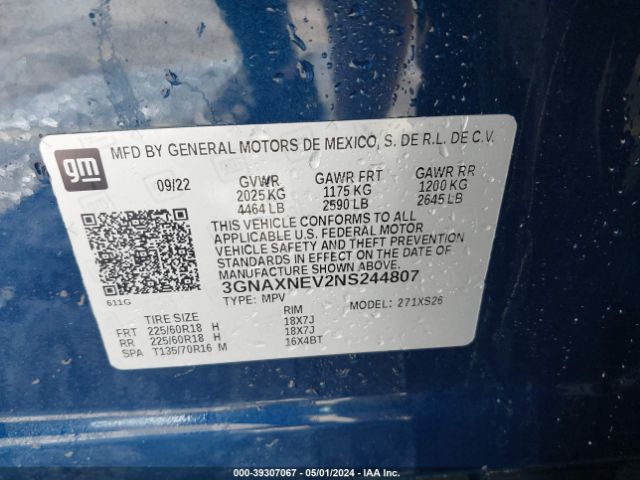 gm
MFD BY GENERAL MOTORS DE MEXICO, S. DE R.L. DE C.V.
09/22 GVWR GAWR FRT GAWR RR
2025 KG 1175 KG 1200 KG
4464 LB 2590 LB 2645 LB
THIS VEHICLE CONFORMS TO ALL
APPLICABLE U.S. FEDERAL MOTOR
VEHICLE SAFETY AND THEFT PREVENTION
STANDARDS IN EFFECT ON THE DATE OF
MANUFACTURE SHOWN ABOVE.
3GNAXNEV2NS244807
611G TYPE: MPV MODEL: 271XS26
TIRE SIZE RIM
FRT 225/60R18 H 18X7J
RR 225/60R18 H 18X7J
SPA T135/70R16 M 16X4BT
000-39307067 - 05/01/2024 - IAA Inc.